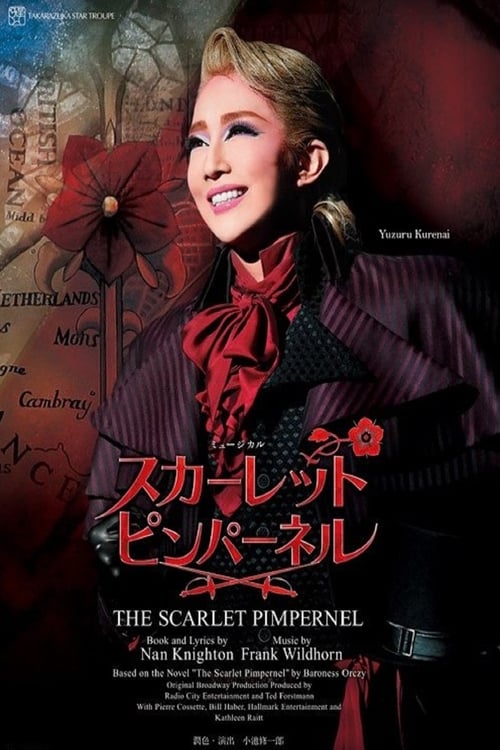 TAKARAZUKA STAR TROUPE
BRITISH
OCEAN
Midd
Yuzuru Kurenai
ETHERLANDS
Mons
gne
Cambray
NCE
ミュージカル
スカーレット
ピンパーネル
THE SCARLET PIMPERNEL
Book and Lyrics by Music by
Nan Knighton Frank Wildhorn
Based on the Novel "The Scarlet Pimpernel" by Baroness Orczy
Original Broadway Production Produced by
Radio City Entertainment and Ted Forstmann
With Pierre Cossette, Bill Haber, Hallmark Entertainment and
Kathleen Raitt
潤色・演出 小池修一郎